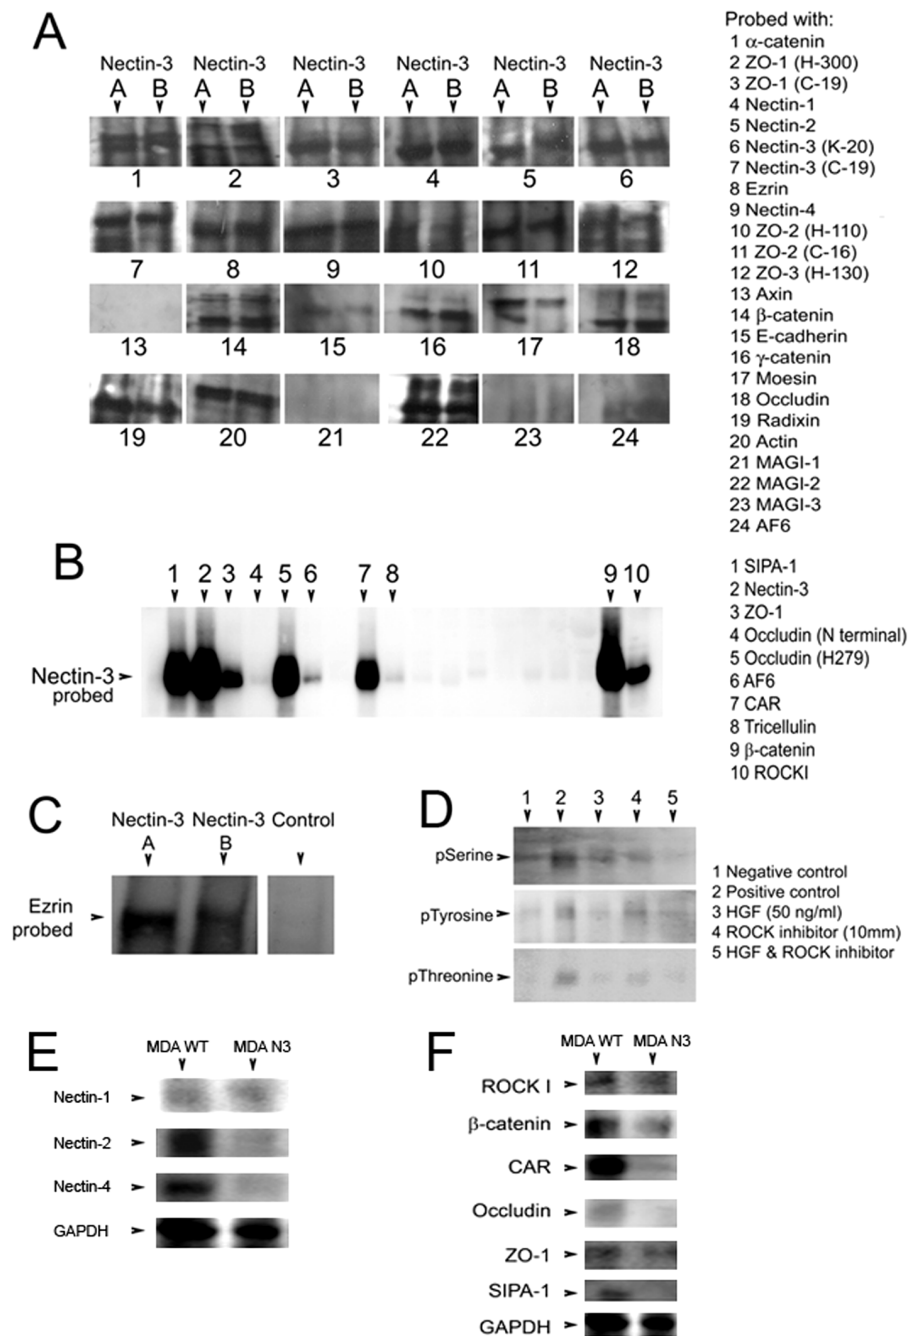 A
Nectin-3 Nectin-3 Nectin-3 Nectin-3 Nectin-3 Nectin-3
A B A B A B A B A B A B
1 2 3 4 5 6
7 8 9 10 11 12
13 14 15 16 17 18
19 20 21 22 23 24
Probed with:
1 α-catenin
2 ZO-1 (H-300)
3 ZO-1 (C-19)
4 Nectin-1
5 Nectin-2
6 Nectin-3 (K-20)
7 Nectin-3 (C-19)
8 Ezrin
9 Nectin-4
10 ZO-2 (H-110)
11 ZO-2 (C-16)
12 ZO-3 (H-130)
13 Axin
14 β-catenin
15 E-cadherin
16 γ-catenin
17 Moesin
18 Occludin
19 Radixin
20 Actin
21 MAGI-1
22 MAGI-2
23 MAGI-3
24 AF6
B
1 2 3 4 5 6 7 8 9 10
Nectin-3
probed
1 SIPA-1
2 Nectin-3
3 ZO-1
4 Occludin (N terminal)
5 Occludin (H279)
6 AF6
7 CAR
8 Tricellulin
9 β-catenin
10 ROCKI
C
Nectin-3 Nectin-3 Control
A B
Ezrin
probed
D
1 2 3 4 5
pSerine
pTyrosine
pThreonine
1 Negative control
2 Positive control
3 HGF (50 ng/ml)
4 ROCK inhibitor (10mm)
5 HGF & ROCK inhibitor
E
MDA WT MDA N3
Nectin-1
Nectin-2
Nectin-4
GAPDH
F
MDA WT MDA N3
ROCK I
β-catenin
CAR
Occludin
ZO-1
SIPA-1
GAPDH